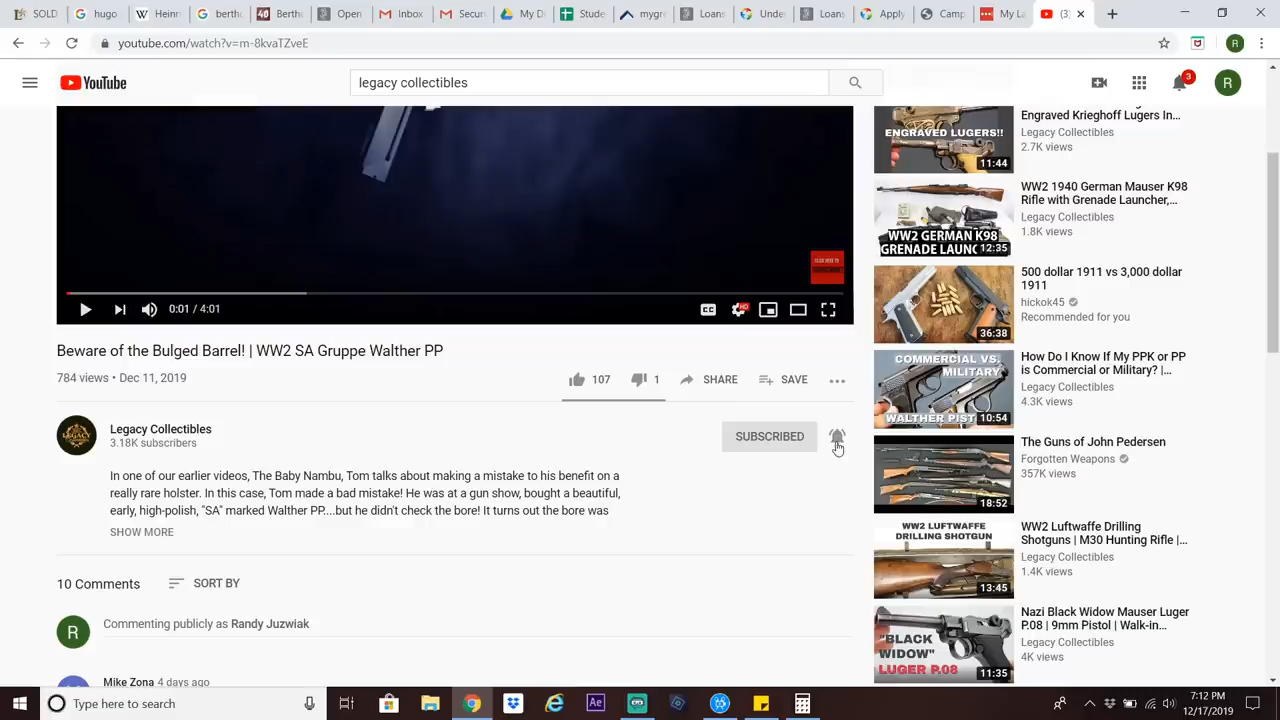 SOLD
hugo
W Heinr
berth
Berthe
Open
Inbox
Secur
My D
Stude
mygre
Loan
Unde
Loans
Apply
Camp
My La
(3)
youtube.com/watch?v=m-8kvaTZveE
R
YouTube
legacy collectibles
3
R
CLICK HERE TO
0:01 / 4:01
HD
Beware of the Bulged Barrel! | WW2 SA Gruppe Walther PP
784 views • Dec 11, 2019
107
1
SHARE
SAVE
LEGACY
Legacy Collectibles
3.18K subscribers
SUBSCRIBED
In one of our earlier The Baby Nambu, Tom talks about making a mistake to his benefit on a
really rare holster. In this case, Tom made a bad mistake! He was at a gun show, bought a beautiful,
early, high-polish, "SA" marked PP....but he didn't check the bore! It turns out the bore was
SHOW MORE
10 Comments
SORT BY
R
Commenting publicly as Randy Juzwiak
Mike Zona 4 days ago
ENGRAVED LUGERS!!
11:44
Engraved Krieghoff Lugers In...
Legacy Collectibles
2.7K views
WW2 GERMAN K98
GRENADE LAUNC
12:35
WW2 1940 German Mauser K98
Rifle with Grenade Launcher,...
Legacy Collectibles
1.8K views
36:38
500 dollar 1911 vs 3,000 dollar
1911
hickok45
Recommended for you
COMMERCIAL VS.
MILITARY
WALTHER PIST
10:54
How Do I Know If My PPK or PP
is Commercial or Military? |...
Legacy Collectibles
4.3K views
18:52
The Guns of John Pedersen
Forgotten Weapons
357K views
WW2 LUFTWAFFE
DRILLING SHOTGUN
13:45
WW2 Luftwaffe Drilling
Shotguns | M30 Hunting Rifle |...
Legacy Collectibles
1.4K views
"BLACK
WIDOW"
LUGER P.08
11:35
Nazi Black Widow Mauser Luger
P.08 | 9mm Pistol | Walk-in...
Legacy Collectibles
4K views
Type here to search
Ae
7:12 PM
12/17/2019